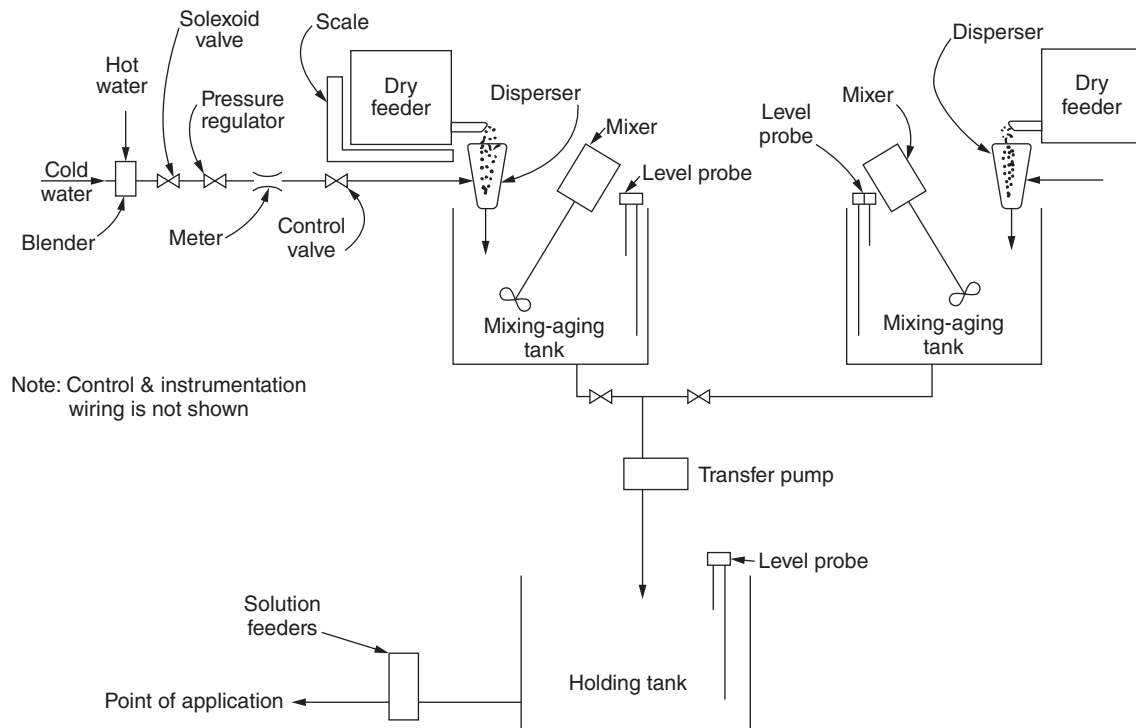 Solexoid
valve
Scale
Disperser
Hot
water
Dry
feeder
Dry
feeder
Pressure
regulator
Disperser
Mixer
Mixer
Level
probe
Level probe
Cold
water
Blender
Meter
Control
valve
Mixing-aging
tank
Mixing-aging
tank
Note: Control & instrumentation
wiring is not shown
Transfer pump
Level probe
Solution
feeders
Point of application
Holding tank